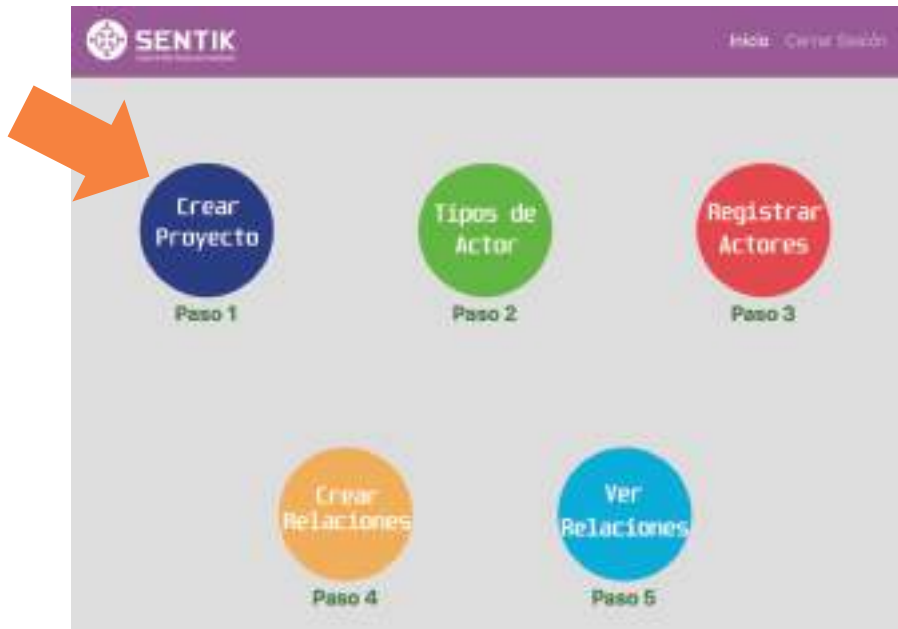 SENTIK
Inicio Cerrar Sesión
Crear
Proyecto
Paso 1
Tipos de
Actor
Paso 2
Registrar
Actores
Paso 3
Crear
Relaciones
Paso 4
Ver
Relaciones
Paso 5